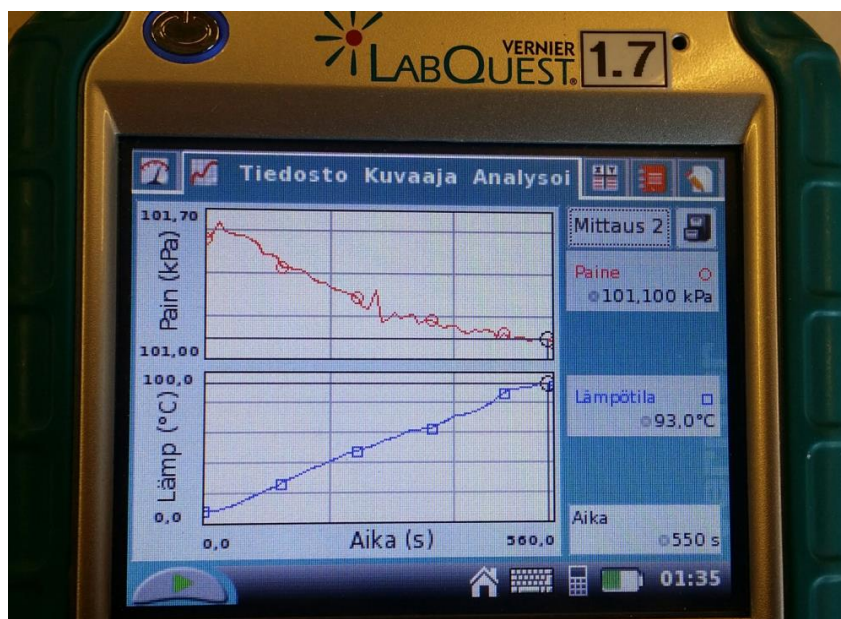 VERNIER
LABQUEST® 1.7
Tiedosto Kuvaaja Analysoi
101,70
Pain (kPa)
101,00
100,0
Lämp (°C)
0,0
0,0
Aika (s)
560,0
Mittaus 2
Paine
101,100 kPa
Lämpötila
93,0°C
Aika
550 s
01:35